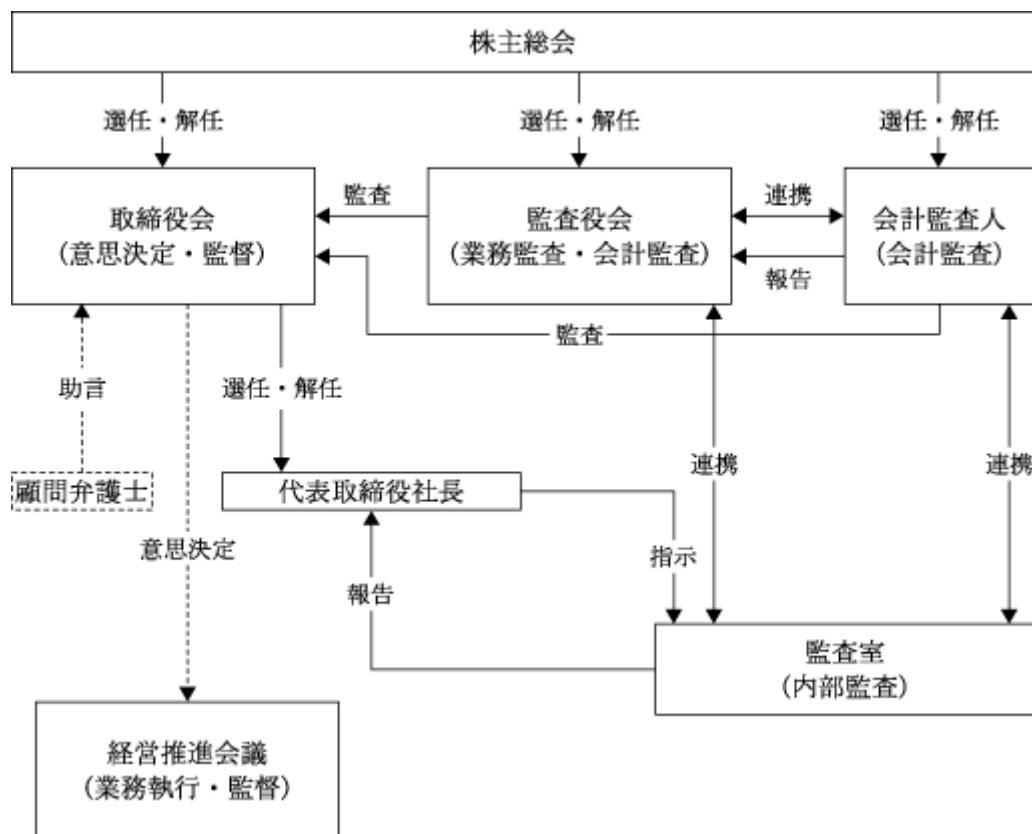 株主総会
選任・解任
選任・解任
選任・解任
取締役会
(意思決定・監督)
監査
監査役会
(業務監査・会計監査)
連携
報告
会計監査人
(会計監査)
監査
助言
選任・解任
顧問弁護士
代表取締役社長
連携
連携
意思決定
指示
報告
監査室
(内部監査)
経営推進会議
(業務執行・監督)